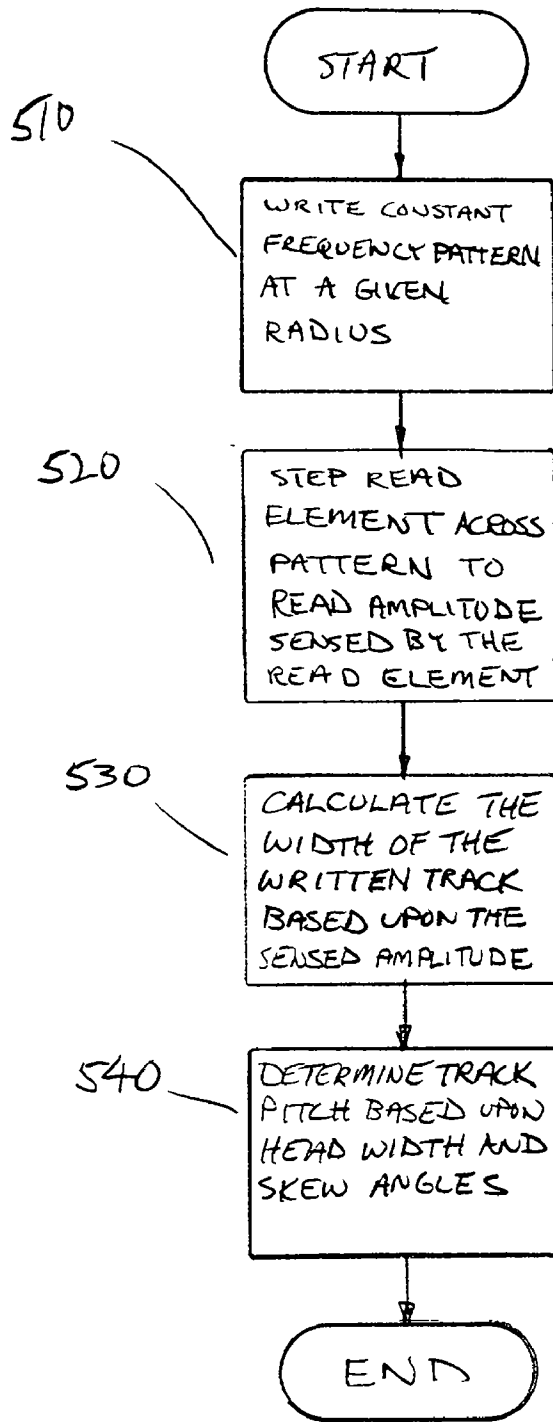 START
510
WRITE CONSTANT
FREQUENCY PATTERN
AT A GIVEN
RADIUS
520
STEP READ
ELEMENT ACROSS
PATTERN TO
READ AMPLITUDE
SENSED BY THE
READ ELEMENT
530
CALCULATE THE
WIDTH OF THE
WRITTEN TRACK
BASED UPON THE
SENSED AMPLITUDE
540
DETERMINE TRACK
PITCH BASED UPON
HEAD WIDTH AND
SKEW ANGLES
END